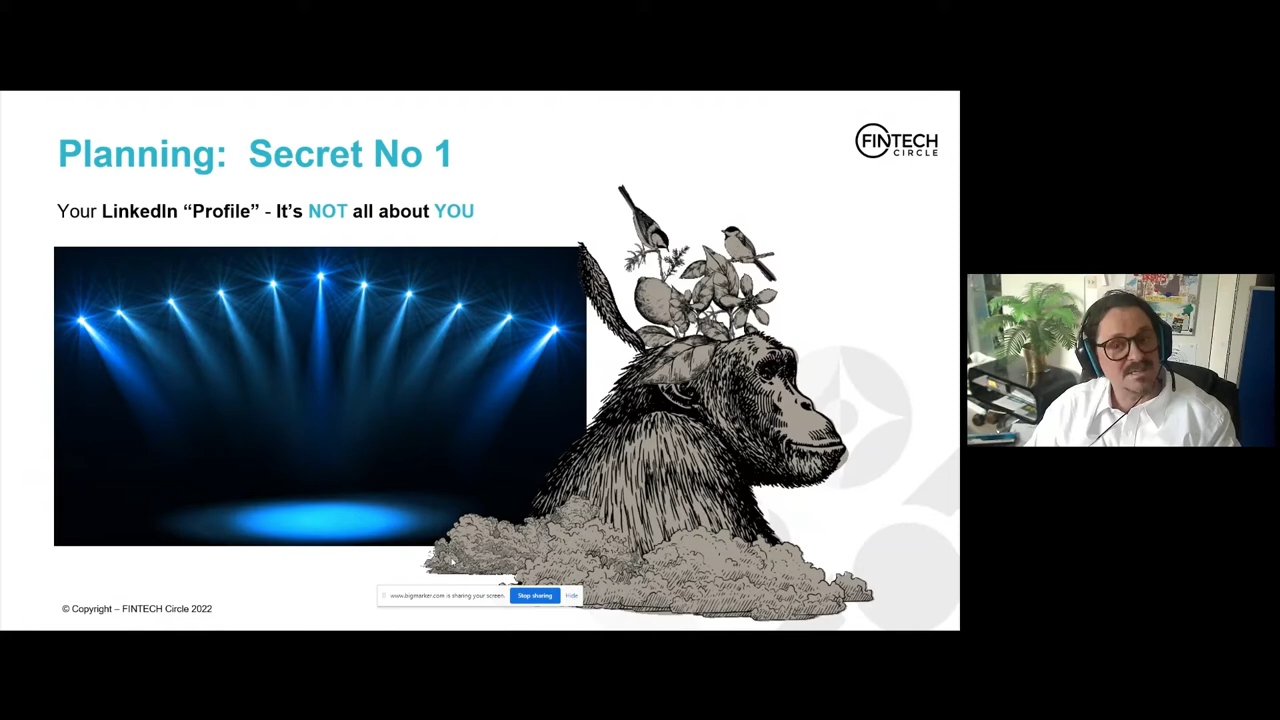 Planning: Secret No 1
FINTECH
CIRCLE
Your LinkedIn “Profile” - It’s NOT all about YOU
www.bigmarker.com is sharing your screen.
Stop sharing
Hide
© Copyright – FINTECH Circle 2022